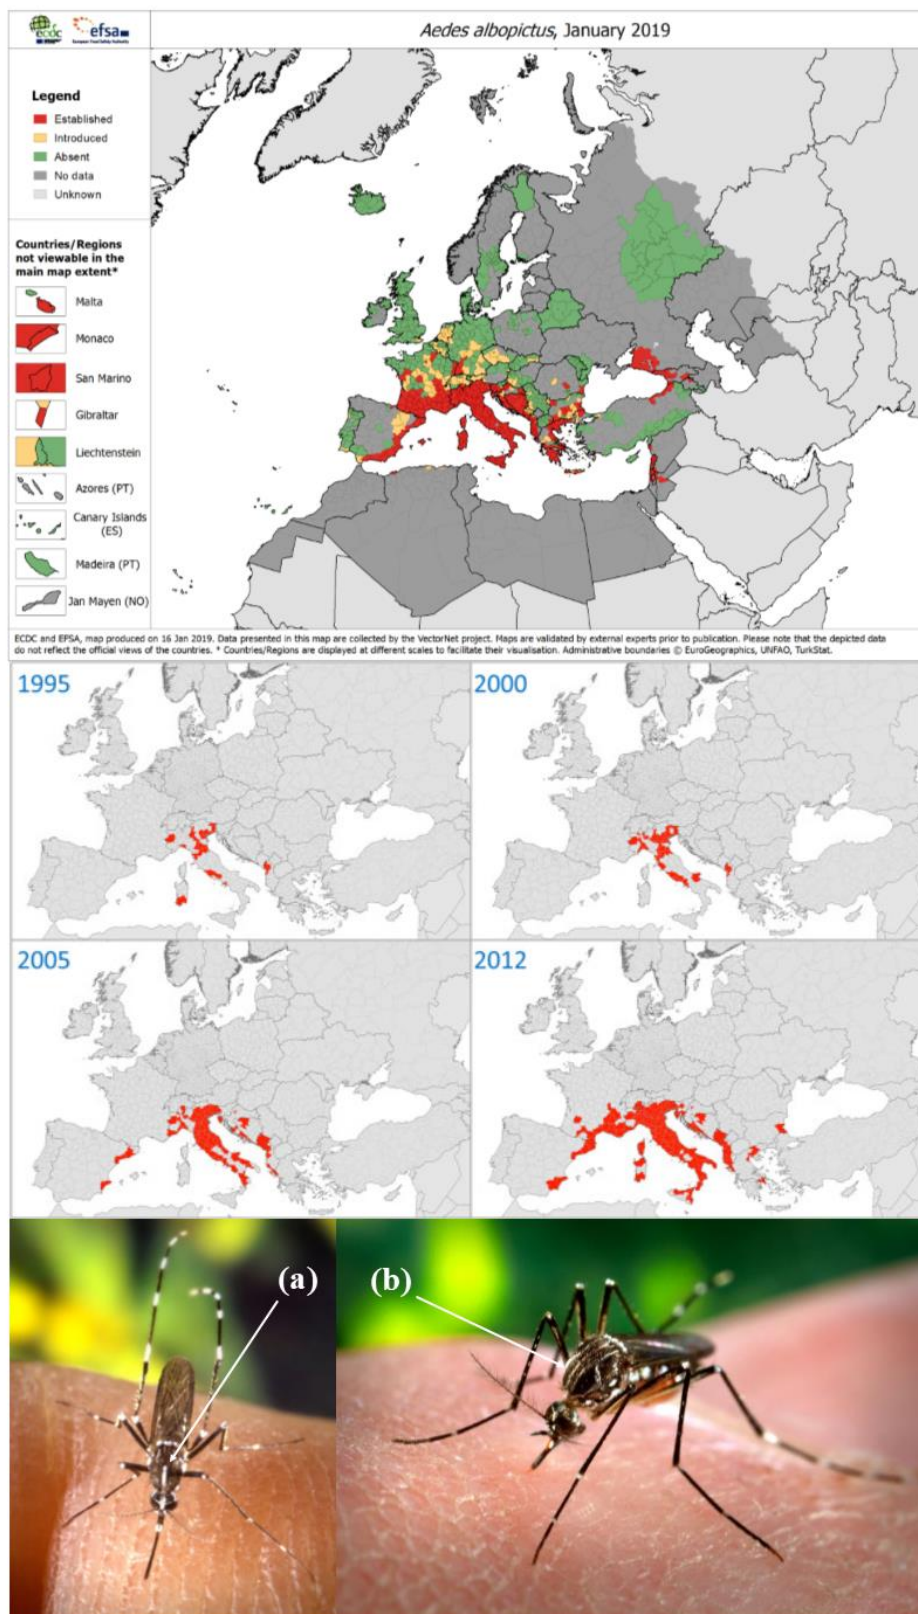 ecdc
efsa
European Food Safety Authority
Aedes albopictus, January 2019
Legend
Established
Introduced
Absent
No data
Unknown
Countries/Regions
not viewable in the
main map extent*
Malta
Monaco
San Marino
Gibraltar
Liechtenstein
Azores (PT)
Canary Islands
(ES)
Madeira (PT)
Jan Mayen (NO)
ECDC and EFSA, map produced on 16 Jan 2019. Data presented in this map are collected by the VectorNet project. Maps are validated by external experts prior to publication. Please note that the depicted data
do not reflect the official views of the countries. * Countries/Regions are displayed at different scales to facilitate their visualisation. Administrative boundaries © EuroGeographics, UNFAO, TurkStat.
1995
2000
2005
2012
(a)
(b)